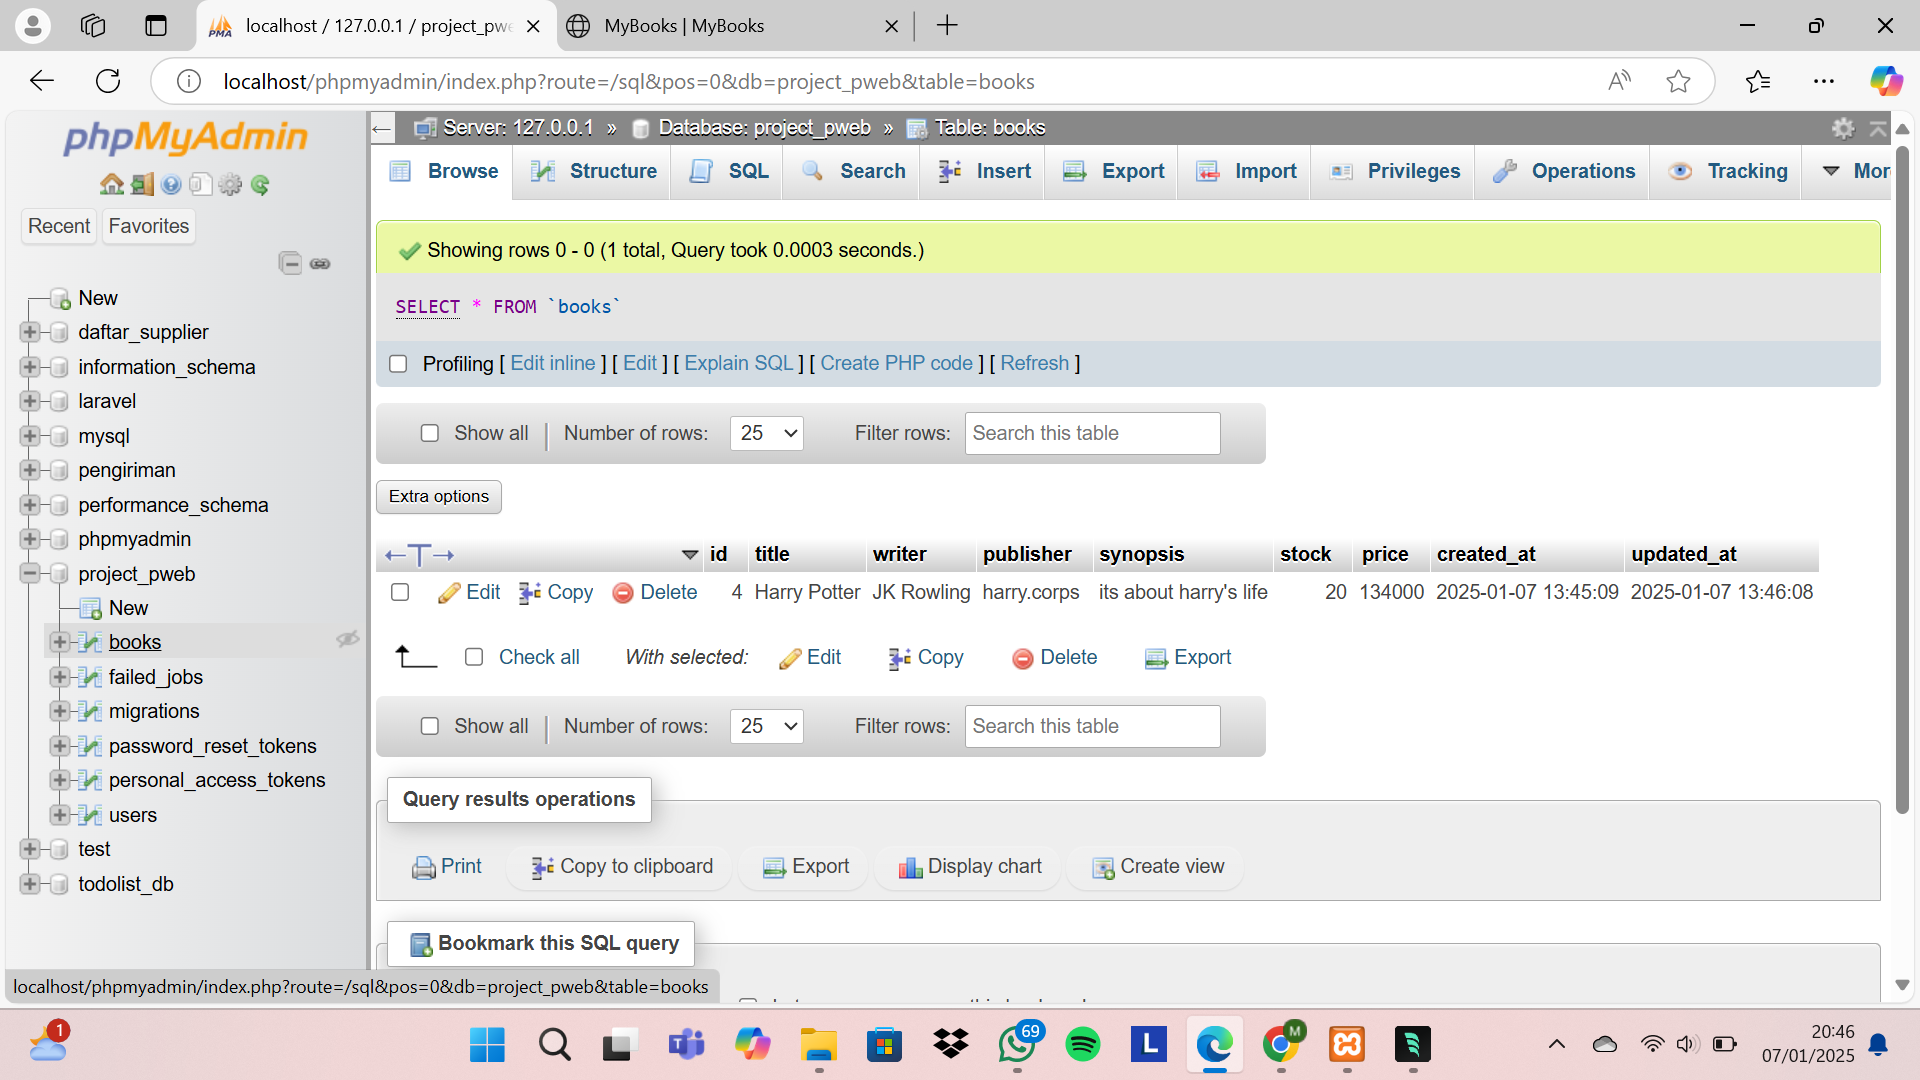 localhost / 127.0.0.1 / project_pwe
MyBooks | MyBooks
localhost/phpmyadmin/index.php?route=/sql&pos=0&db=project_pweb&table=books
phpMyAdmin
Recent
Favorites
New
daftar_supplier
information_schema
laravel
mysql
pengiriman
performance_schema
phpmyadmin
project_pweb
New
books
failed_jobs
migrations
password_reset_tokens
personal_access_tokens
users
test
todolist_db
Server: 127.0.0.1 » Database: project_pweb » Table: books
Browse Structure SQL Search Insert Export Import Privileges Operations Tracking Mor
Showing rows 0 - 0 (1 total, Query took 0.0003 seconds.)
SELECT * FROM `books`
Profiling [ Edit inline ] [ Edit ] [ Explain SQL ] [ Create PHP code ] [ Refresh ]
Show all | Number of rows: 25 Filter rows: Search this table
Extra options
id title writer publisher synopsis stock price created_at updated_at
Edit Copy Delete 4 Harry Potter JK Rowling harry.corps its about harry's life 20 134000 2025-01-07 13:45:09 2025-01-07 13:46:08
Check all With selected: Edit Copy Delete Export
Show all | Number of rows: 25 Filter rows: Search this table
Query results operations
Print Copy to clipboard Export Display chart Create view
Bookmark this SQL query
localhost/phpmyadmin/index.php?route=/sql&pos=0&db=project_pweb&table=books
1
69
M
L
20:46
07/01/2025